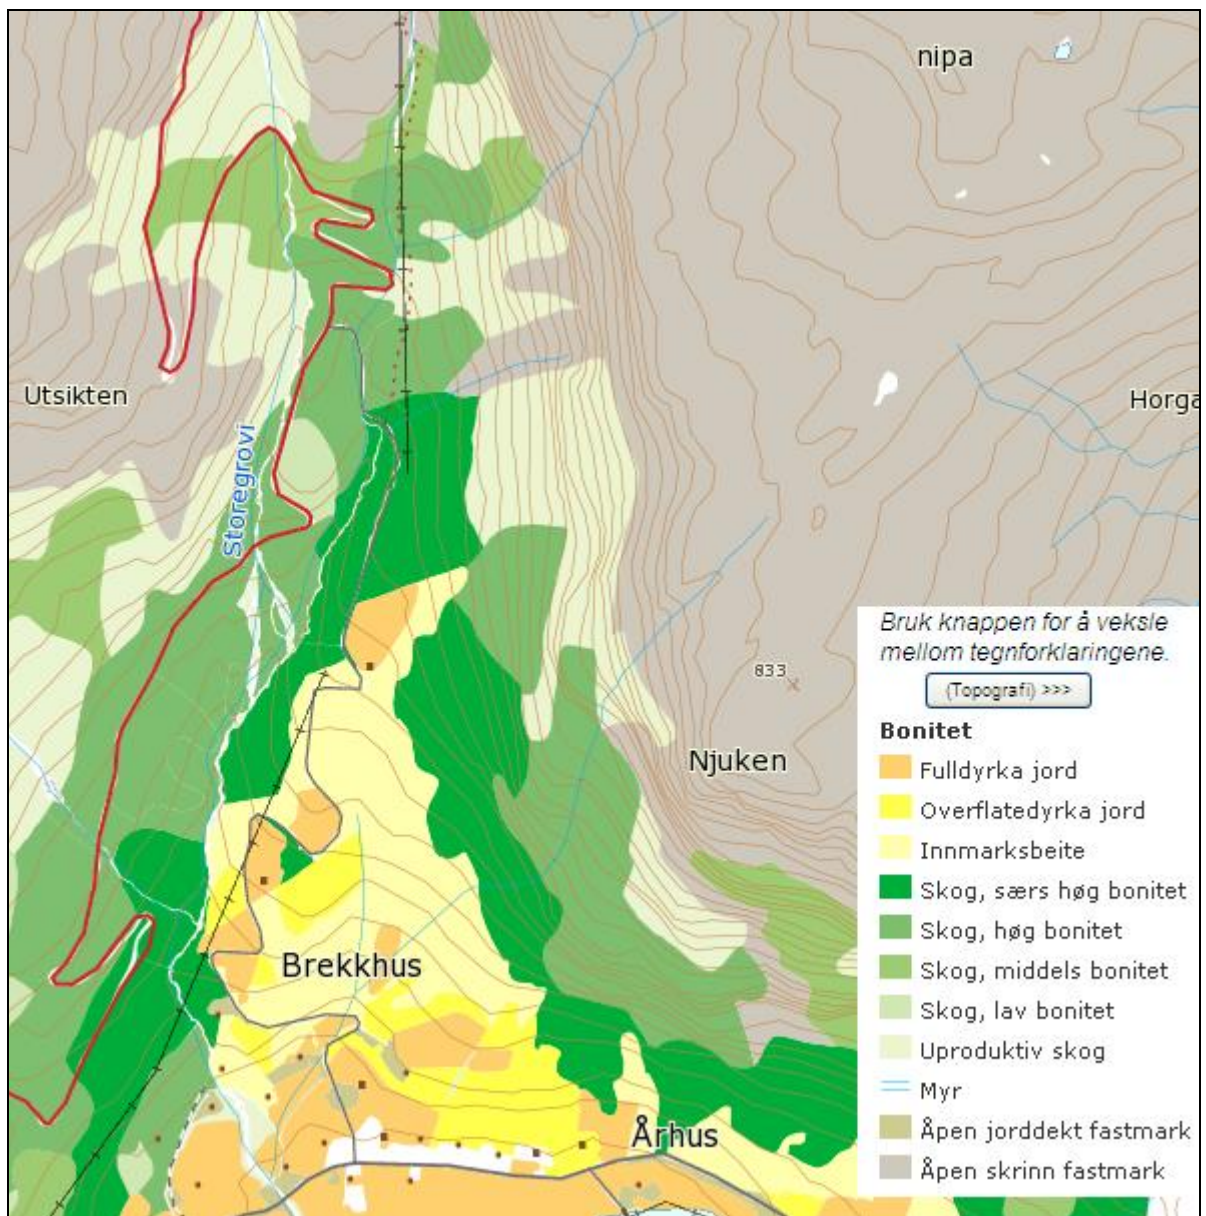 nipa
Utsikten
Horga
Storegrovi
833
Njuken
Brekkhus
Århus
Bruk knappen for å veksle
mellom tegnforklaringene.
(Topografi) >>>
Bonitet
Fulldyrka jord
Overflatedyrka jord
Innmarksbeite
Skog, særs høg bonitet
Skog, høg bonitet
Skog, middels bonitet
Skog, lav bonitet
Uproduktiv skog
Myr
Åpen jorddekt fastmark
Åpen skrinn fastmark